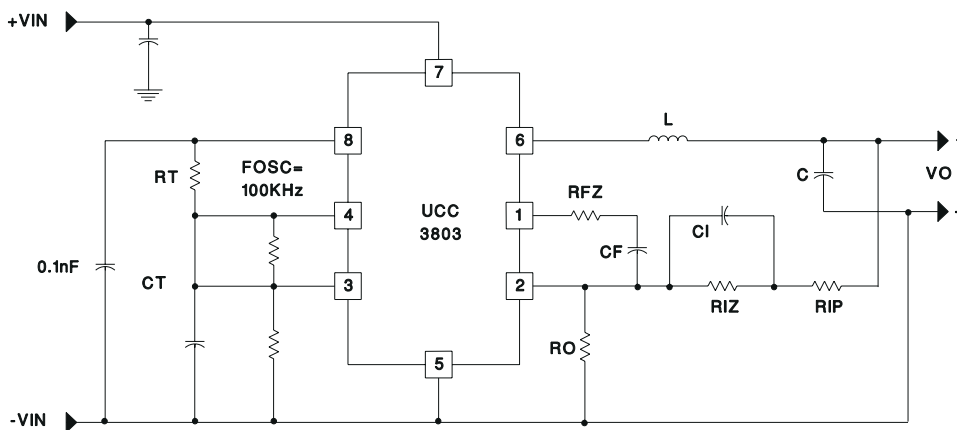 +VIN
7
8
6
L
RT
FOSC=
100KHz
C
VO
UCC
3803
RFZ
4
1
CI
CF
0.1nF
CT
3
2
RIZ
RIP
RO
5
-VIN